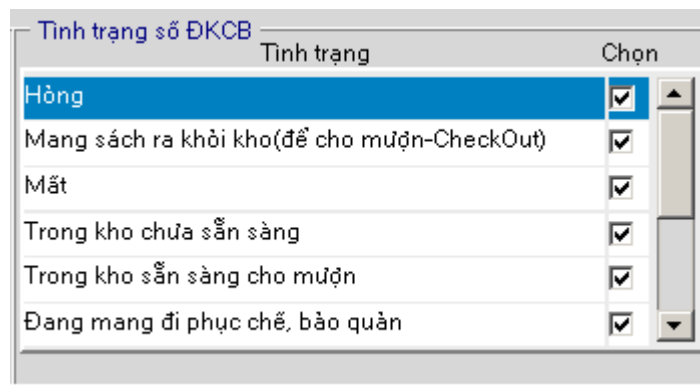 Tình trạng số ĐKCB
Tình trạng Chọn
Hỏng
Mang sách ra khỏi kho(để cho mượn-CheckOut)
Mất
Trong kho chưa sẵn sàng
Trong kho sẵn sàng cho mượn
Đang mang đi phục chế, bảo quản